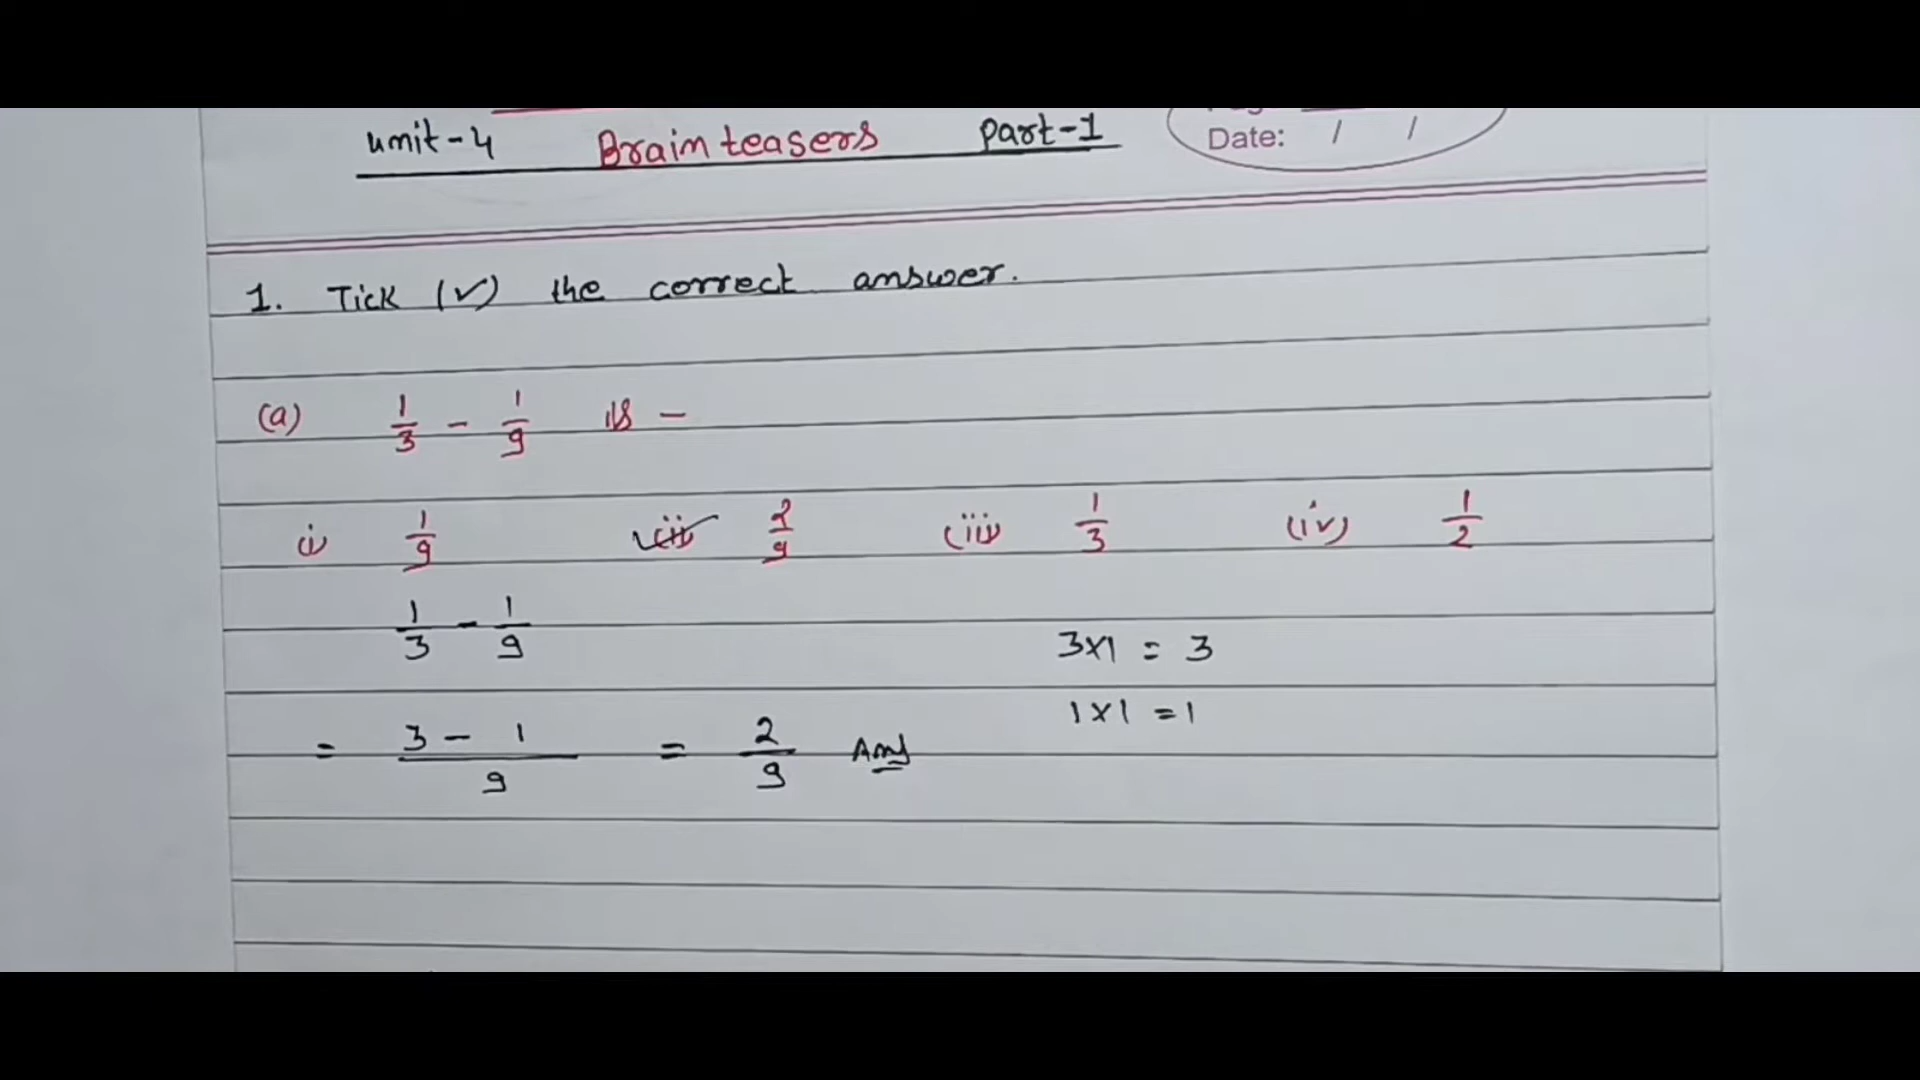 unit-4 Brain teasers Part-1
Date: / /
1. Tick (✓) the correct answer.
(a) 1/3 - 1/9 is -
(i) 1/9 (ii) 2/9 (iii) 1/3 (iv) 1/2
1/3 - 1/9
3×1 = 3
1×1 = 1
= 3 - 1/9 = 2/9 Ans